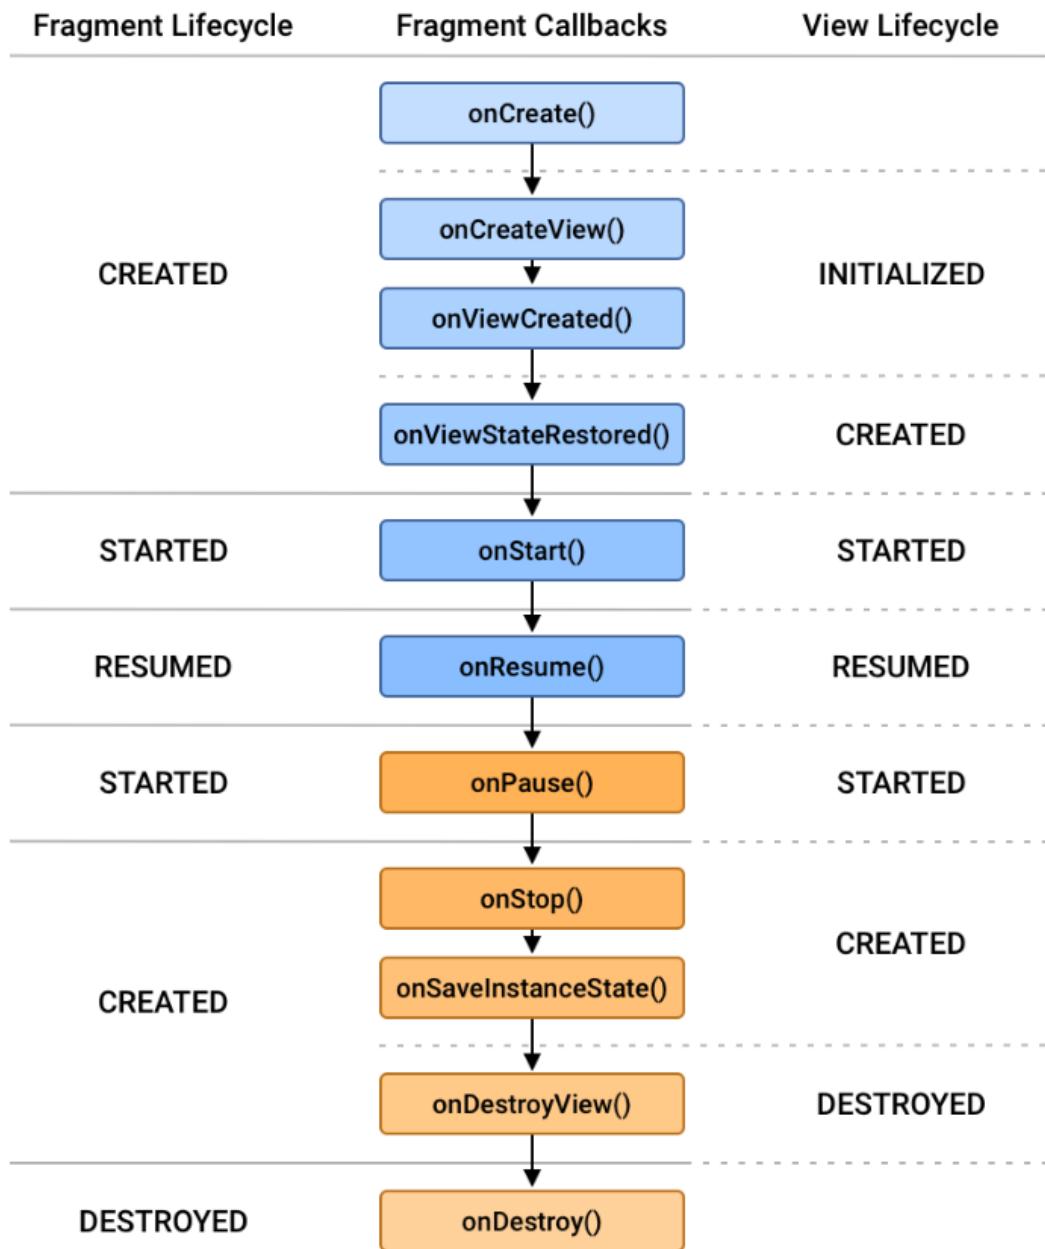 Fragment Lifecycle Fragment Callbacks View Lifecycle
onCreate()
onCreateView()
CREATED INITIALIZED
onViewCreated()
onViewStateRestored() CREATED
STARTED onStart() STARTED
RESUMED onResume() RESUMED
STARTED onPause() STARTED
onStop()
CREATED
onSaveInstanceState()
CREATED
onDestroyView() DESTROYED
DESTROYED onDestroy()